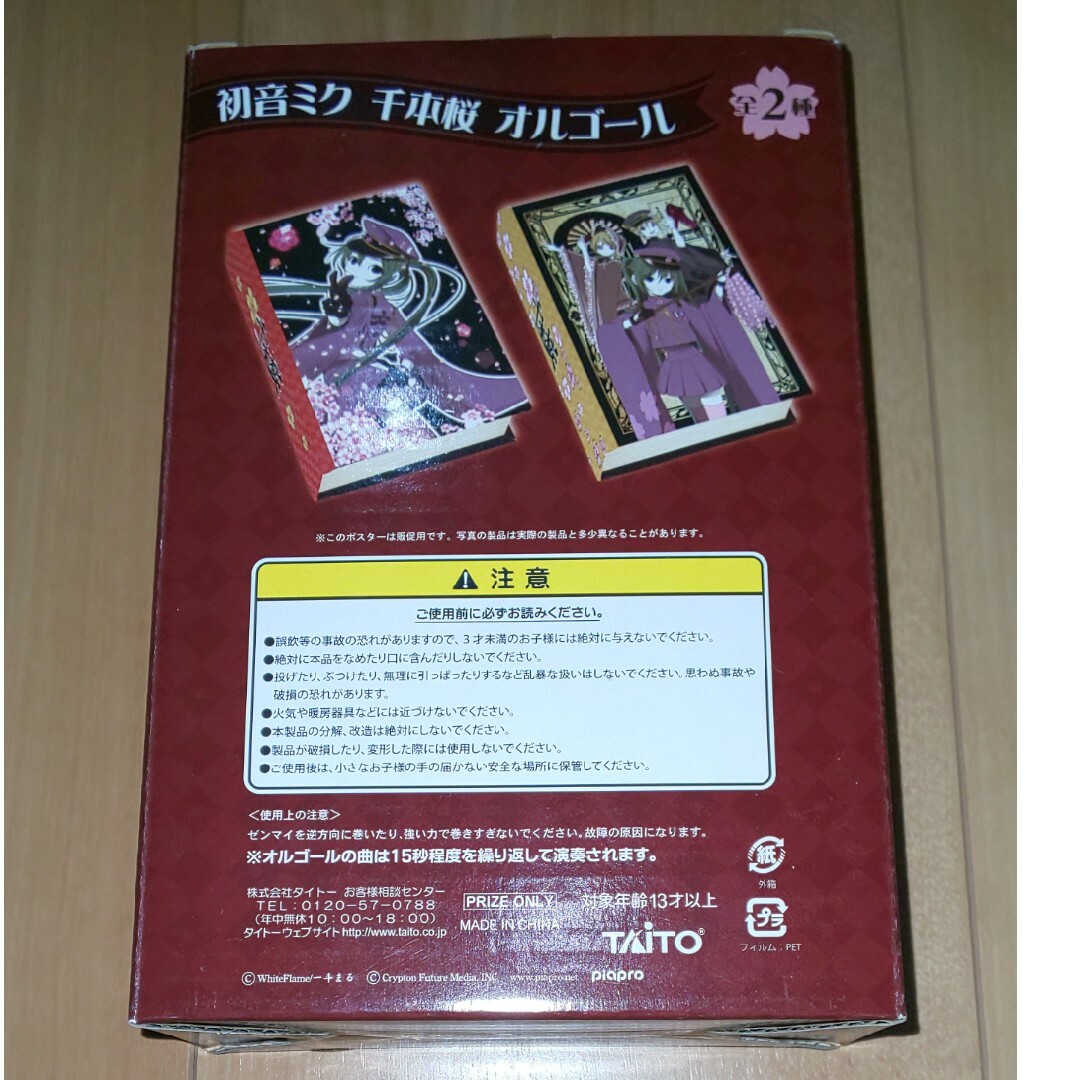 初音ミク 千本桜 オルゴール
全2種
※このポスターは販促用です。写真の製品は実際の製品と多少異なることがあります。
注意
ご使用前に必ずお読みください。
●誤飲等の事故の恐れがありますので、3才未満のお子様には絶対に与えないでください。
●絶対に本品をなめたり口に含んだりしないでください。
●投げたり、ぶつけたり、無理に引っぱったりするなど乱暴な扱いはしないでください。思わぬ事故や
破損の恐れがあります。
●火気や暖房器具などには近づけないでください。
●本製品の分解、改造は絶対にしないでください。
●製品が破損したり、変形した際には使用しないでください。
●ご使用後は、小さなお子様の手の届かない安全な場所に保管してください。
＜使用上の注意＞
ゼンマイを逆方向に巻いたり、強い力で巻きすぎないでください。故障の原因になります。
※オルゴールの曲は15秒程度を繰り返して演奏されます。
紙
外箱
株式会社タイトー お客様相談センター
TEL：0120-57-0788
（年中無休10：00〜18：00）
タイトーウェブサイトhttp://www.taito.co.jp
PRIZE ONLY
対象年齢13才以上
MADE IN CHINA
TAITO®
プラ
フィルム：PET
©WhiteFlame/一斗まる ©Crypton Future Media, INC. www.piapro.net piapro